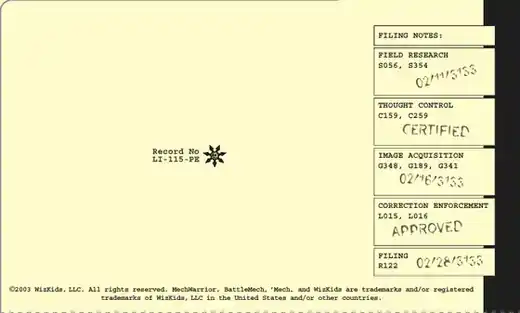 FILING NOTES:
FIELD RESEARCH
S056, S354
02/11/3133
THOUGHT CONTROL
C159, C259
CERTIFIED
Record No
LI-115-PE
IMAGE ACQUISITION
G348, G189, G341
02/16/3133
CORRECTION ENFORCEMENT
L015, L016
APPROVED
FILING
R122
02/28/3133
©2003 WizKids, LLC. All rights reserved. MechWarrior, BattleMech, 'Mech, and WizKids are trademarks and/or registered
trademarks of WizKids, LLC in the United States and/or other countries.